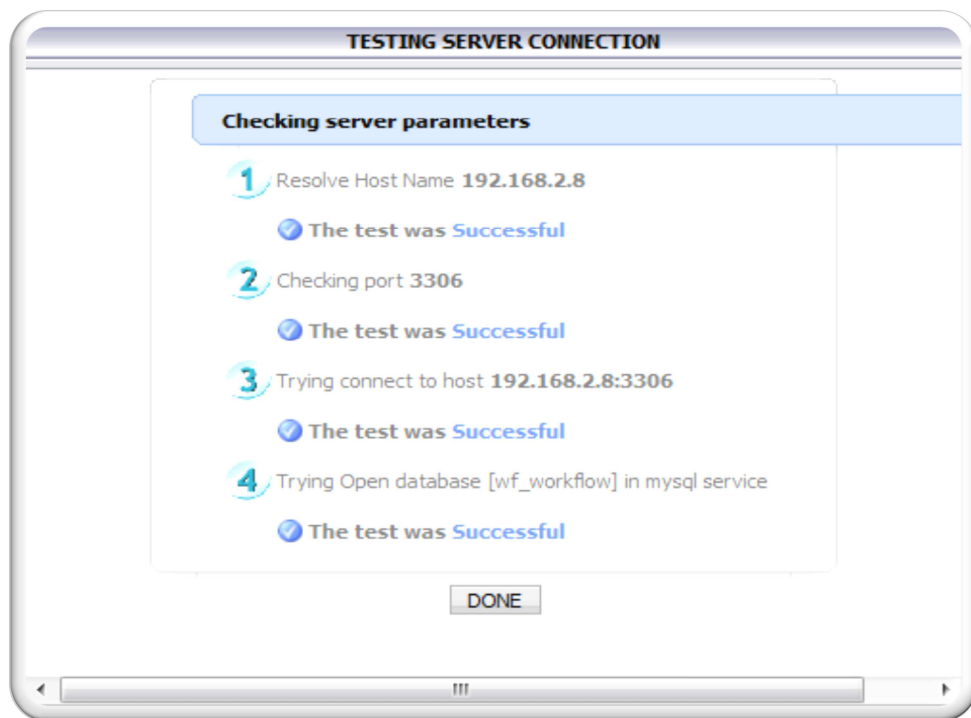 TESTING SERVER CONNECTION
Checking server parameters
1 Resolve Host Name 192.168.2.8
The test was Successful
2 Checking port 3306
The test was Successful
3 Trying connect to host 192.168.2.8:3306
The test was Successful
4 Trying Open database [wf_workflow] in mysql service
The test was Successful
DONE